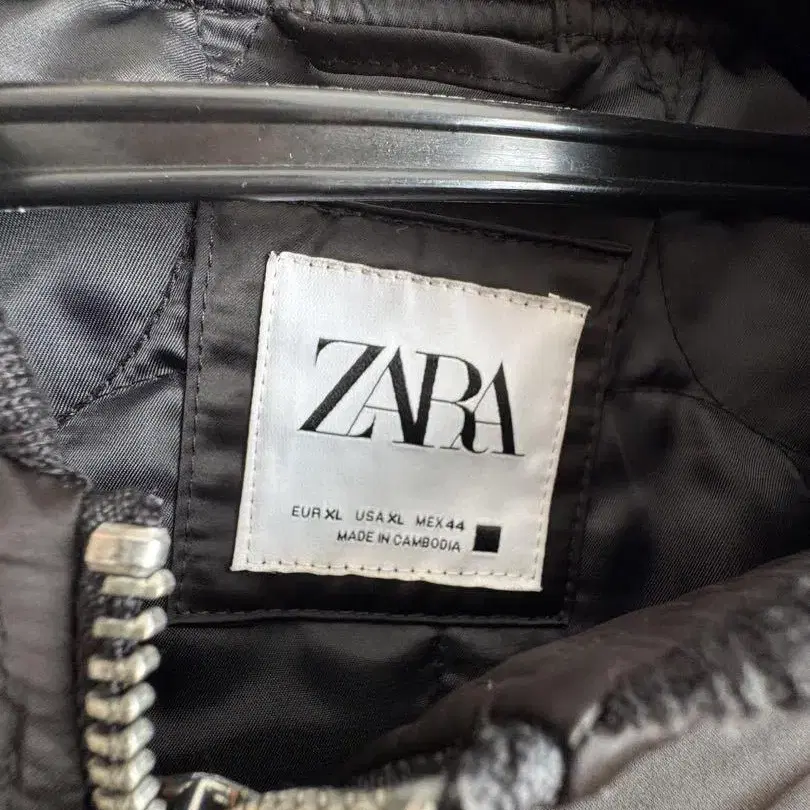 ZARA
EUR XL USA XL MEX 44
MADE IN CAMBODIA